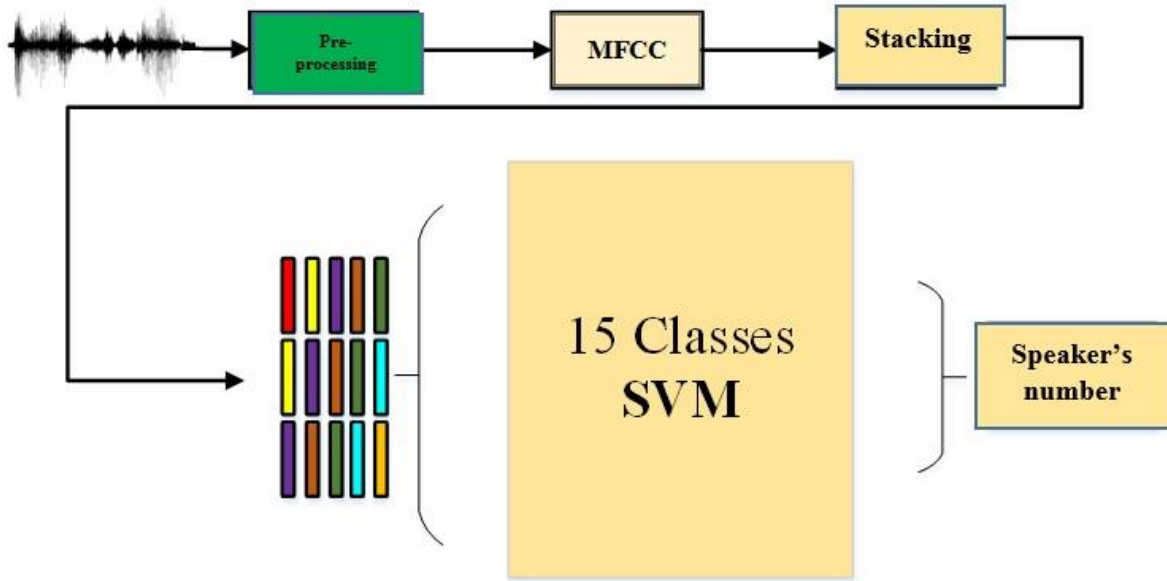 Pre-
processing
MFCC
Stacking
15 Classes
SVM
Speaker’s
number